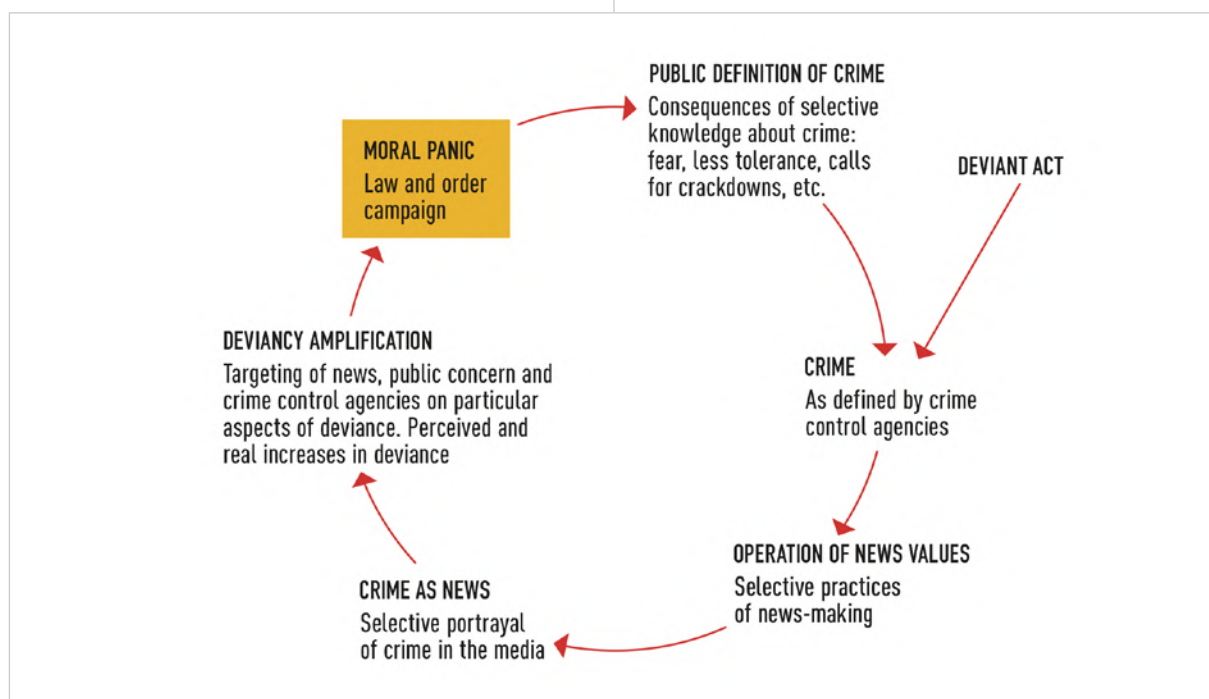 MORAL PANIC
Law and order
campaign
PUBLIC DEFINITION OF CRIME
Consequences of selective
knowledge about crime:
fear, less tolerance, calls
for crackdowns, etc.
DEVIANT ACT
CRIME
As defined by crime
control agencies
OPERATION OF NEWS VALUES
Selective practices
of news-making
CRIME AS NEWS
Selective portrayal
of crime in the media
DEVIANCY AMPLIFICATION
Targeting of news, public concern and
crime control agencies on particular
aspects of deviance. Perceived and
real increases in deviance